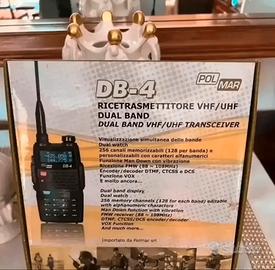 DB-4
POL
MAR
RICETRASMETTITORE VHF/UHF
DUAL BAND
DUAL BAND VHF/UHF TRANSCEIVER
Visualizzazione simultanea delle bande
Dual watch
256 canali memorizzabili (128 per banda) e
personalizzabili con caratteri alfanumerici
Funzione Man Down con vibrazione
Ricezione FMW (88 ~ 108MHz)
Encoder/decoder DTMF, CTCSS e DCS
Funzione VOX
E molto ancora...
Dual band display
Dual watch
256 memory channels (128 for each band) editable
with alphanumeric characters
Man Down function with vibration
FMW receiver (88 ~ 108MHz)
DTMF, CTCSS and DCS encoder/decoder
VOX Function
And much more...
Importato da Polmar srl